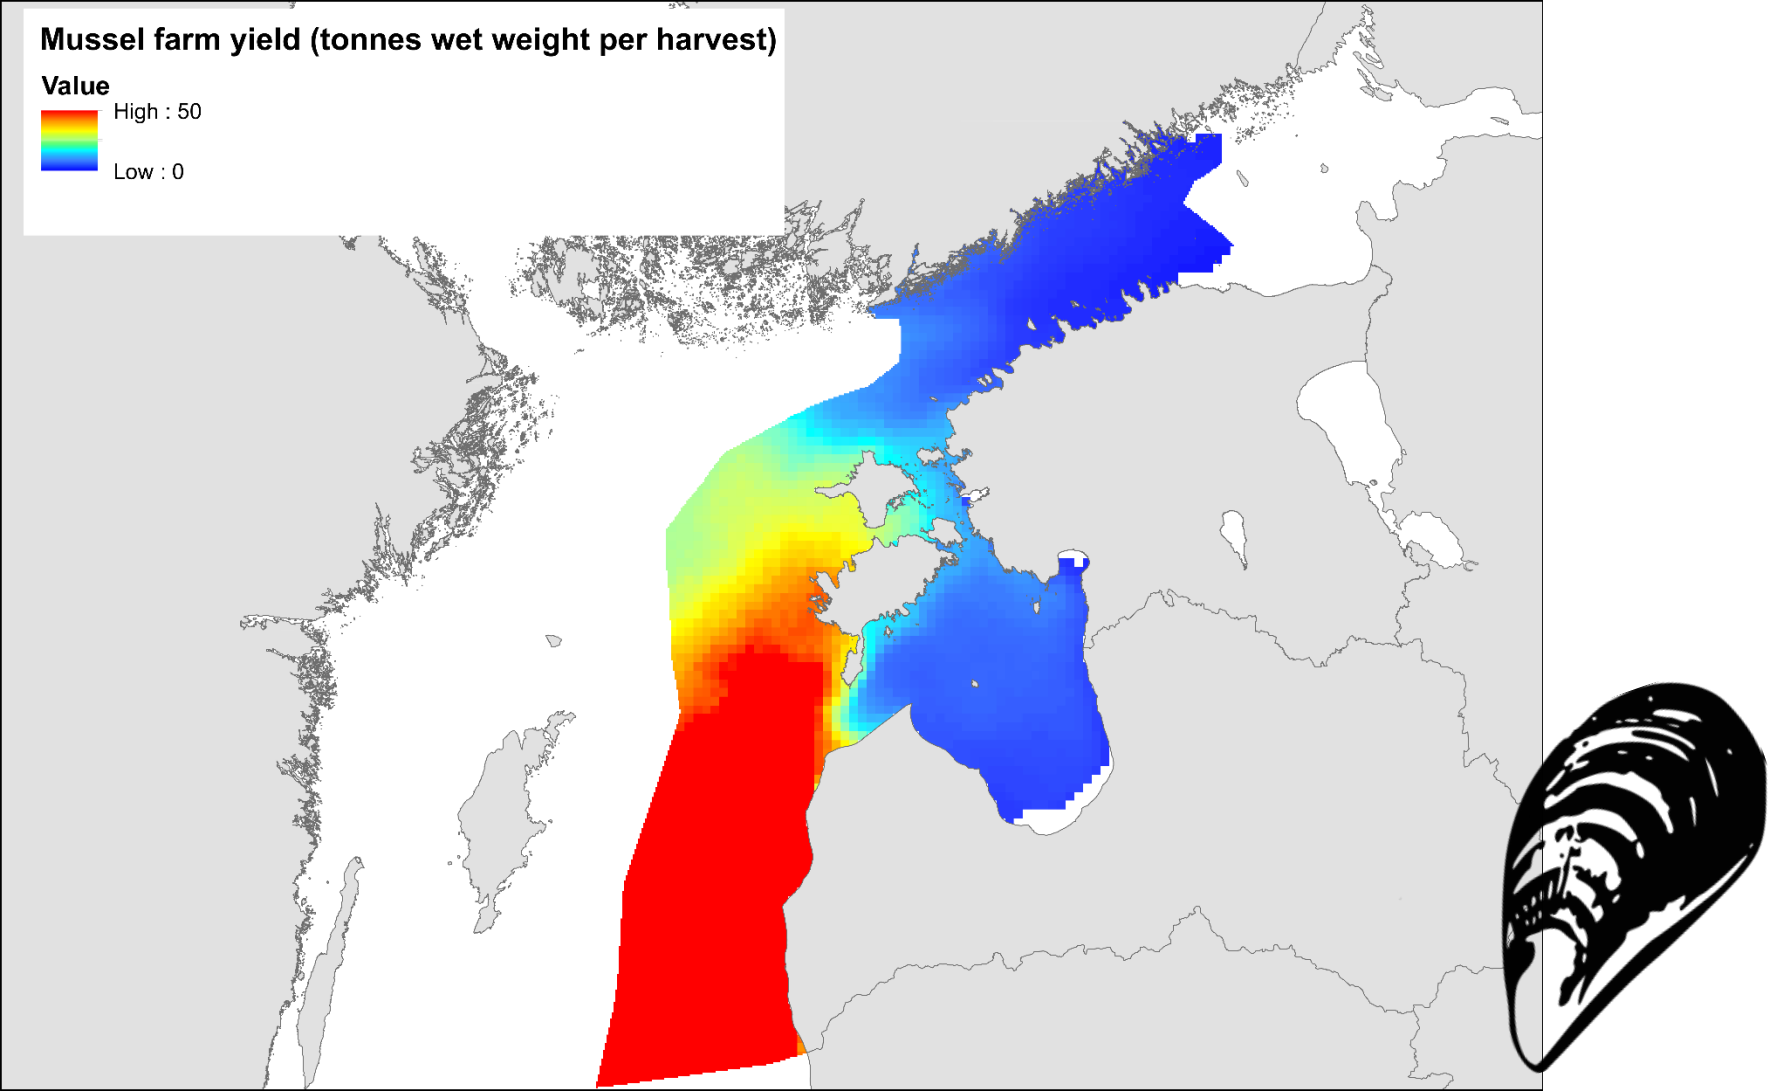 Mussel farm yield (tonnes wet weight per harvest)
Value
High : 50
Low : 0